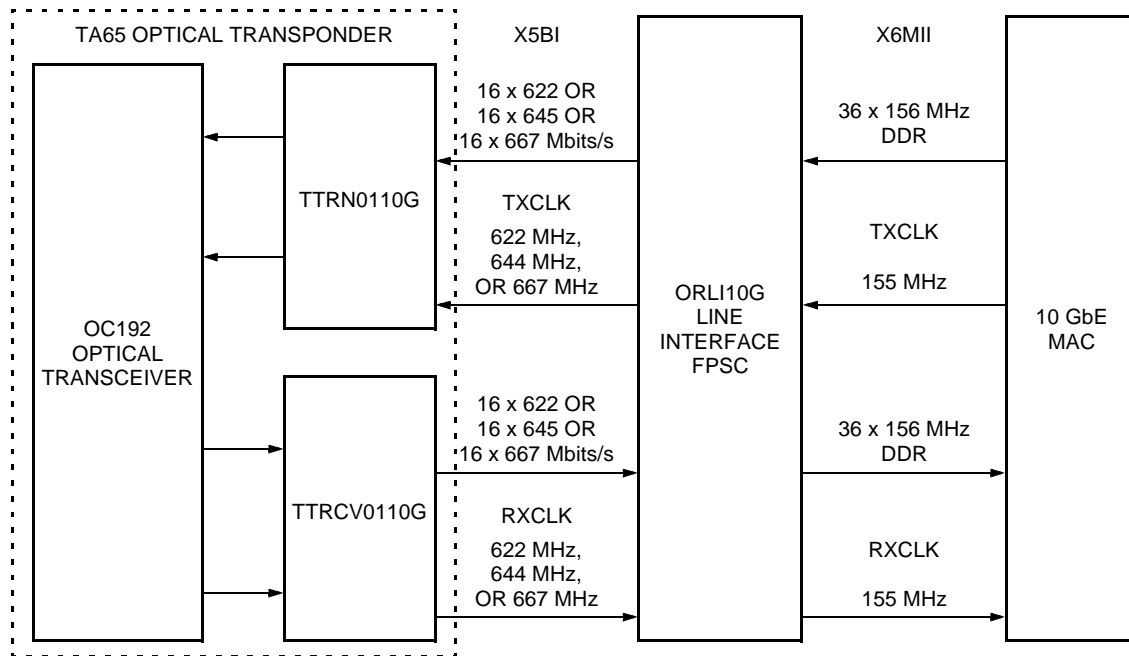 TA65 OPTICAL TRANSPONDER
X5BI
X6MII
OC192
OPTICAL
TRANSCEIVER
TTRN0110G
TTRCV0110G
16 x 622 OR
16 x 645 OR
16 x 667 Mbits/s
TXCLK
622 MHz,
644 MHz,
OR 667 MHz
16 x 622 OR
16 x 645 OR
16 x 667 Mbits/s
RXCLK
622 MHz,
644 MHz,
OR 667 MHz
ORLI10G
LINE
INTERFACE
FPSC
36 x 156 MHz
DDR
TXCLK
155 MHz
36 x 156 MHz
DDR
RXCLK
155 MHz
10 GbE
MAC